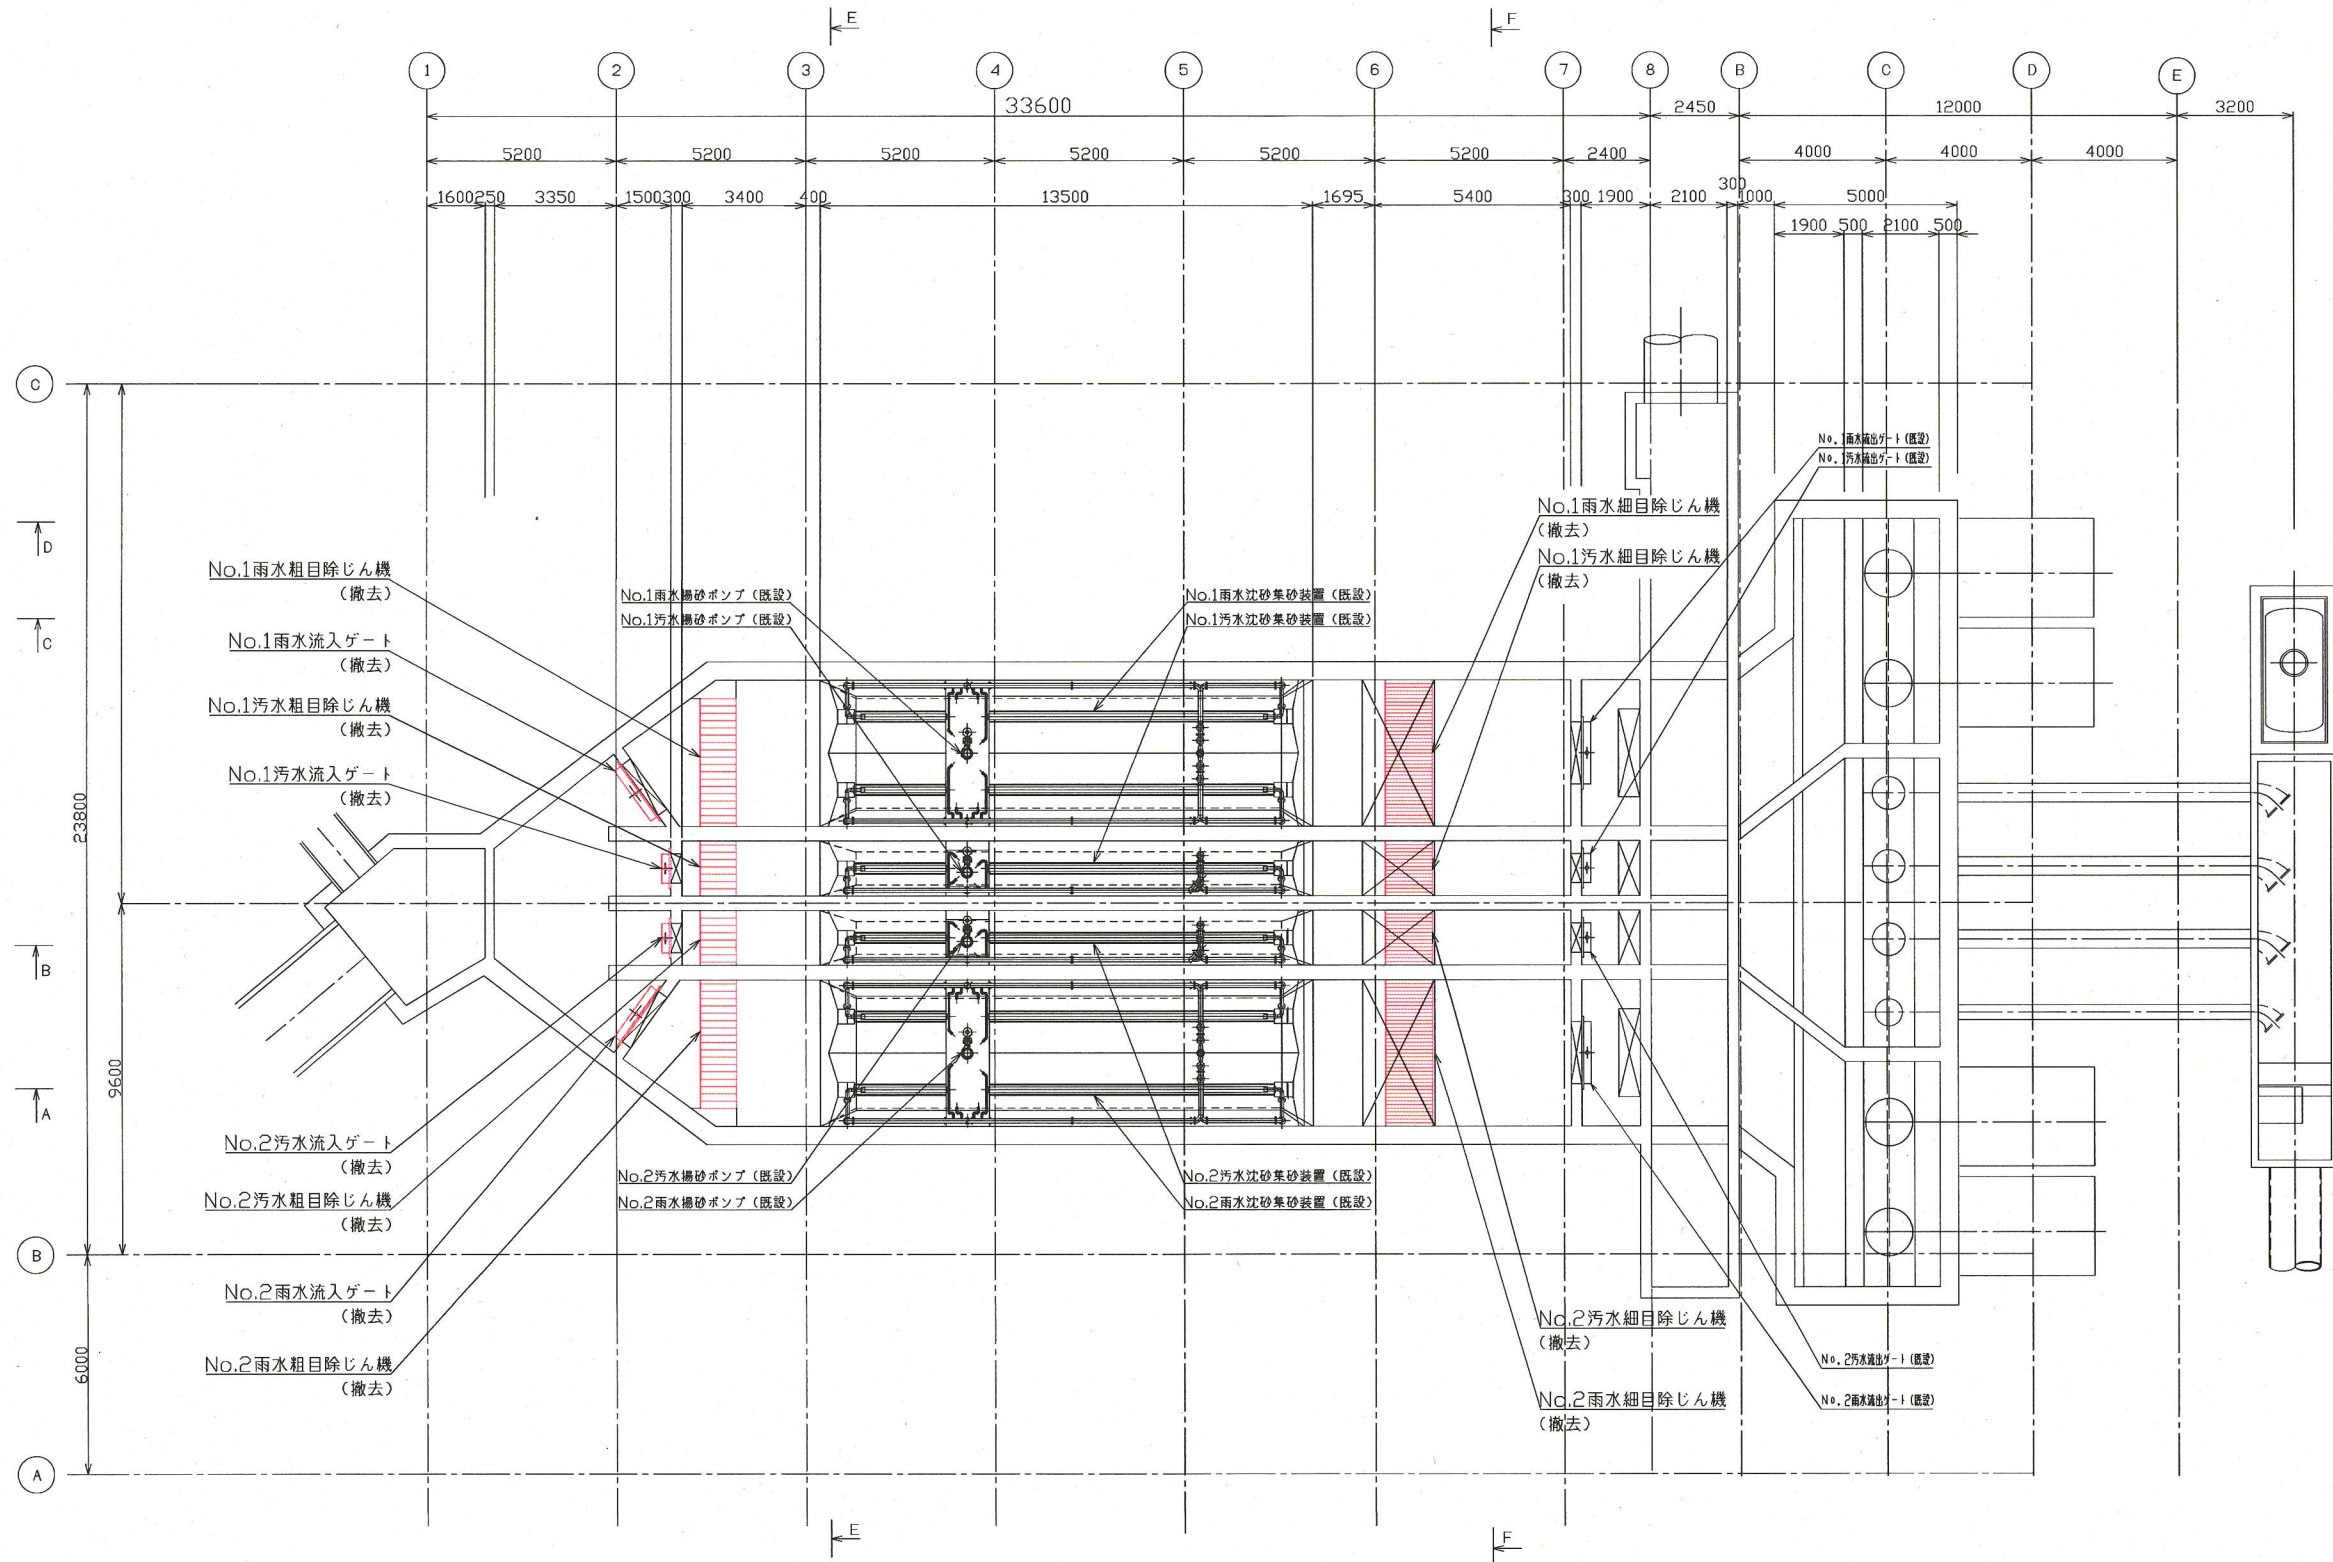 E F
1 2 3 4 5 6 7 8 B C D E
33600 2450 12000 3200
5200 5200 5200 5200 5200 5200 2400 4000 4000 4000
1600 250 3350 1500 300 3400 400 13500 1695 5400 300 1900 2100 300 1000 5000
1900 500 2100 500
C
No.1雨水流出ゲート(既設)
No.1汚水流出ゲート(既設)
No.1雨水細目除じん機
(撤去)
D
No.1汚水細目除じん機
(撤去)
No.1雨水粗目除じん機
(撤去)
No.1雨水揚砂ポンプ(既設)
No.1雨水沈砂集砂装置(既設)
No.1汚水揚砂ポンプ(既設)
No.1汚水沈砂集砂装置(既設)
C
No.1雨水流入ゲート
(撤去)
No.1汚水粗目除じん機
(撤去)
No.1汚水流入ゲート
(撤去)
23800
B
9600
A
No.2汚水流入ゲート
(撤去)
No.2汚水揚砂ポンプ(既設)
No.2汚水沈砂集砂装置(既設)
No.2汚水粗目除じん機
(撤去)
No.2雨水揚砂ポンプ(既設)
No.2雨水沈砂集砂装置(既設)
B
No.2雨水流入ゲート
(撤去)
No.2汚水細目除じん機
(撤去)
No.2雨水粗目除じん機
(撤去)
No.2汚水流出ゲート(既設)
6000
No.2雨水細目除じん機
(撤去)
No.2雨水流出ゲート(既設)
A
E F